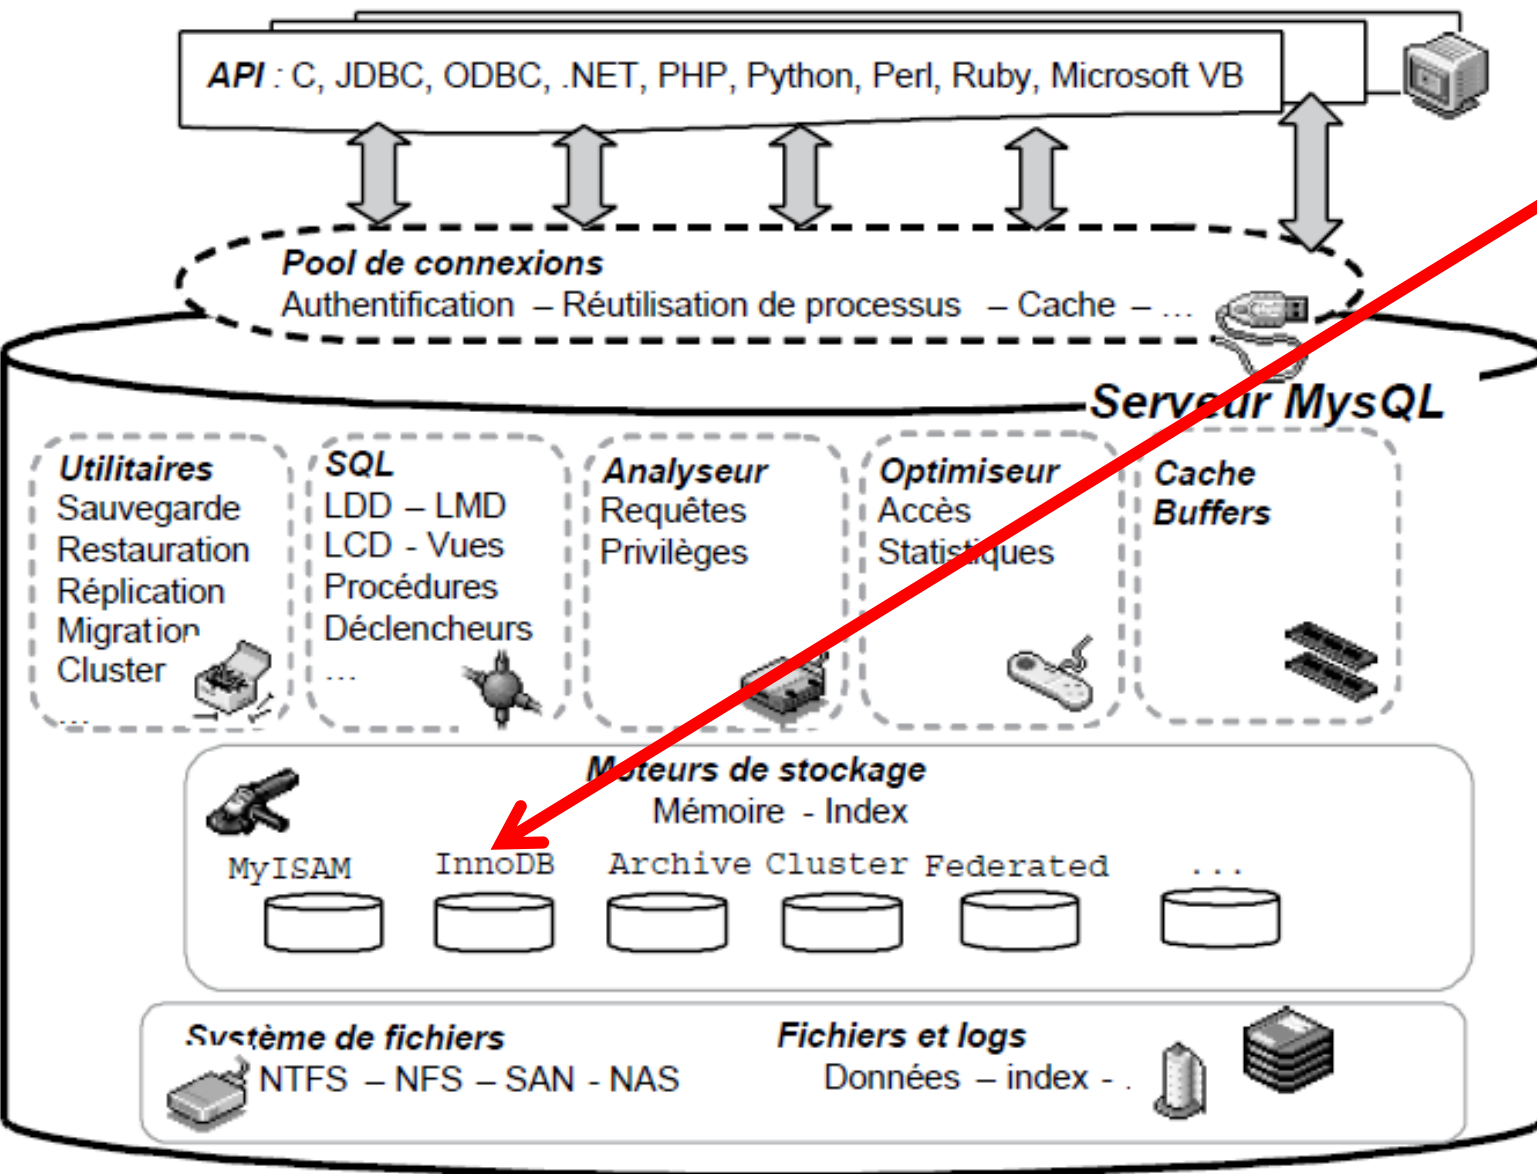 API : C, JDBC, ODBC, .NET, PHP, Python, Perl, Ruby, Microsoft VB
Pool de connexions
Authentification – Réutilisation de processus – Cache – ...
Serveur MysQL
Utilitaires
Sauvegarde
Restauration
Réplication
Migration
Cluster
...
SQL
LDD – LMD
LCD - Vues
Procédures
Déclencheurs
...
Analyseur
Requêtes
Privilèges
Optimiseur
Accès
Statistiques
Cache
Buffers
Moteurs de stockage
Mémoire - Index
MyISAM InnoDB Archive Cluster Federated ...
Système de fichiers
NTFS – NFS – SAN - NAS
Fichiers et logs
Données – index - .